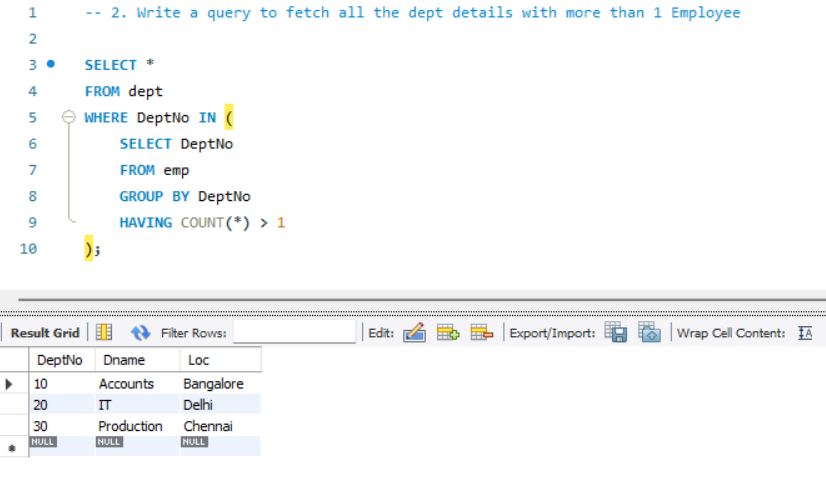 1 -- 2. Write a query to fetch all the dept details with more than 1 Employee
2
3 SELECT *
4 FROM dept
5 WHERE DeptNo IN (
6 SELECT DeptNo
7 FROM emp
8 GROUP BY DeptNo
9 HAVING COUNT(*) > 1
10 );
Result Grid Filter Rows: Edit: Export/Import: Wrap Cell Content: IA
DeptNo Dname Loc
10 Accounts Bangalore
20 IT Delhi
30 Production Chennai
NULL NULL NULL